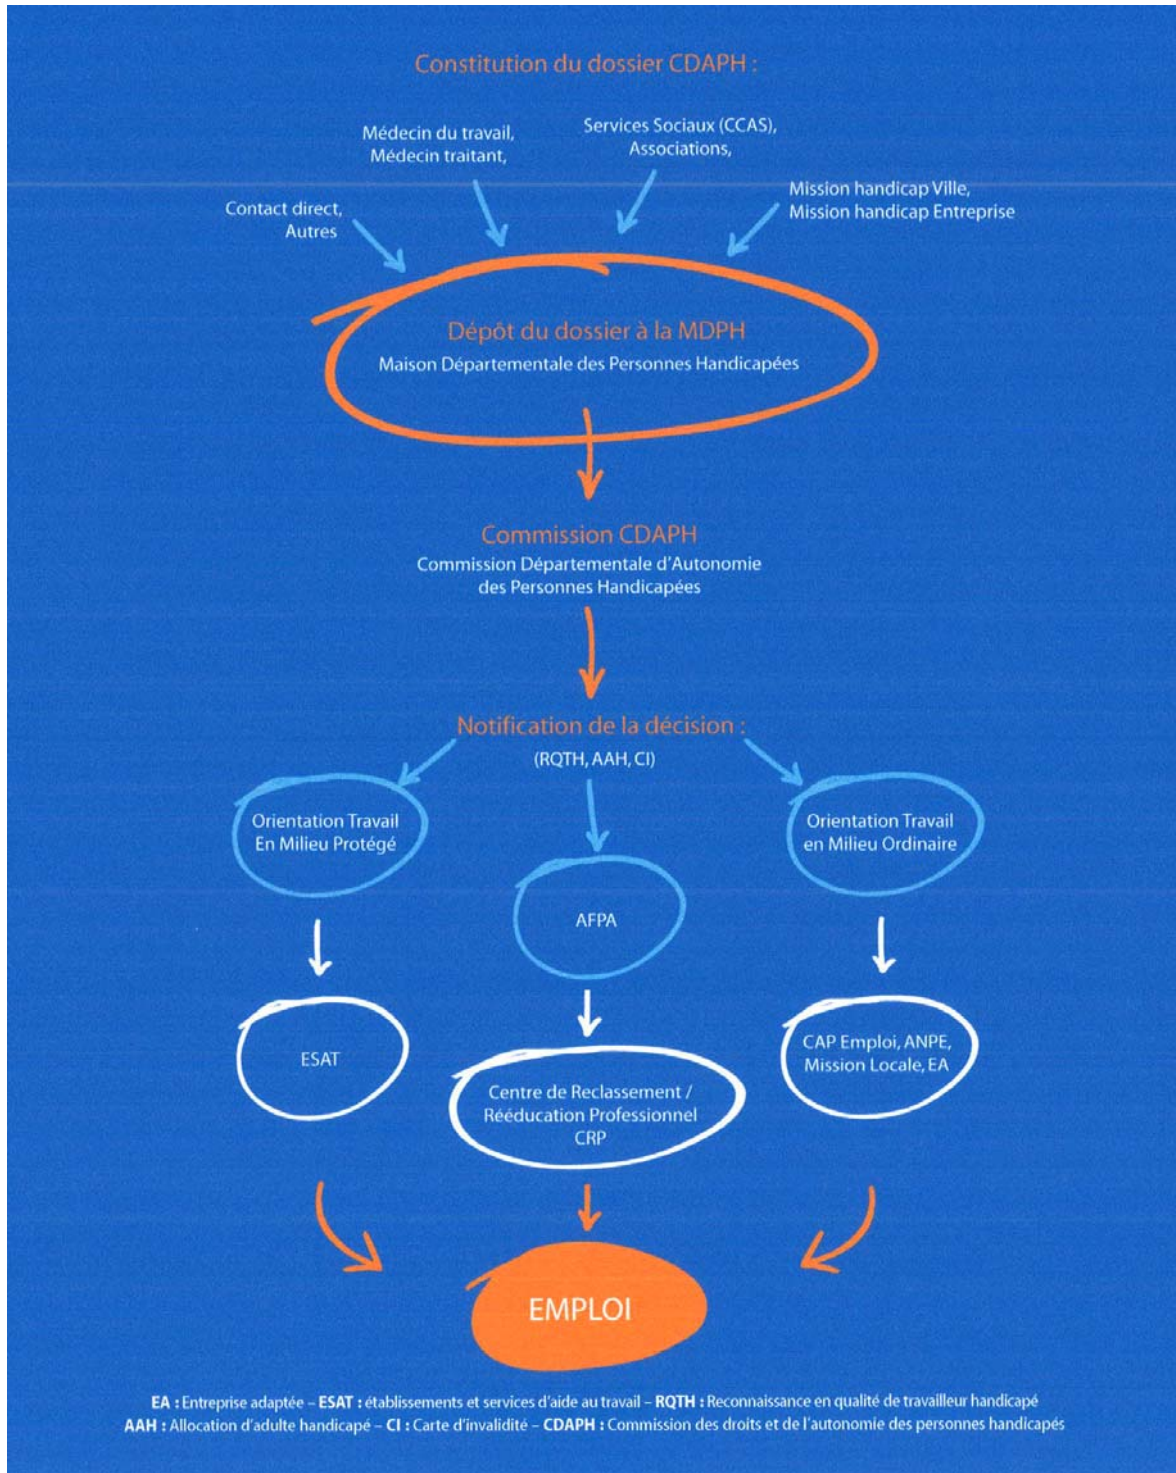 Constitution du dossier CDAPH :
Médecin du travail,
Médecin traitant,
Services Sociaux (CCAS),
Associations,
Contact direct,
Autres
Mission handicap Ville,
Mission handicap Entreprise
Dépôt du dossier à la MDPH
Maison Départementale des Personnes Handicapées
Commission CDAPH
Commission Départementale d'Autonomie
des Personnes Handicapées
Notification de la décision :
(RQTH, AAH, CI)
Orientation Travail
En Milieu Protégé
AFPA
Orientation Travail
en Milieu Ordinaire
ESAT
Centre de Reclassement /
Rééducation Professionnel
CRP
CAP Emploi, ANPE,
Mission Locale, EA
EMPLOI
EA : Entreprise adaptée – ESAT : établissements et services d'aide au travail – RQTH : Reconnaissance en qualité de travailleur handicapé
AAH : Allocation d'adulte handicapé – CI : Carte d'invalidité – CDAPH : Commission des droits et de l'autonomie des personnes handicapés